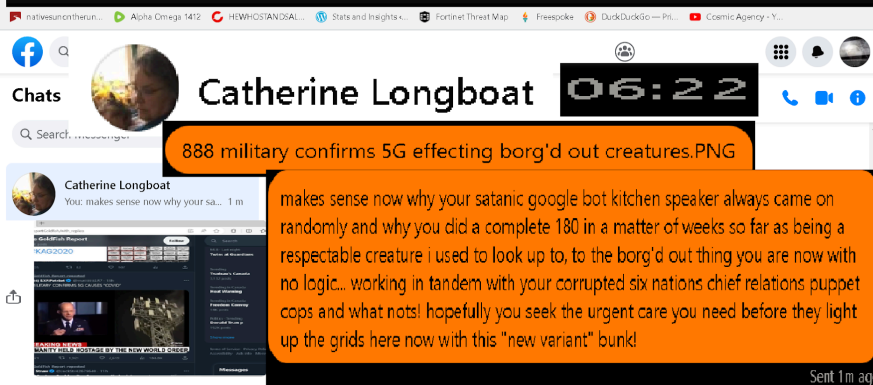 nativesunontherun...
Alpha Omega 1412
HEWHOSTANDSAL...
Stats and Insights ‹...
Fortinet Threat Map
Freespoke
DuckDuckGo — Pri...
Cosmic Agency - Y...
Catherine Longboat
06:22
Chats
Search Messenger
888 military confirms 5G effecting borg'd out creatures.PNG
Catherine Longboat
You: makes sense now why your sa... 1 m
makes sense now why your satanic google bot kitchen speaker always came on
randomly and why you did a complete 180 in a matter of weeks so far as being a
respectable creature i used to look up to, to the borg'd out thing you are now with
no logic... working in tandem with your corrupted six nations chief relations puppet
cops and what nots! hopefully you seek the urgent care you need before they light
up the grids here now with this "new variant" bunk!
e GoldFish Report
Follow
Search
#KAG2020
BREAKING NEWS
HUMANITY HELD HOSTAGE BY THE NEW WORLD ORDER
Messages
Sent 1m ag